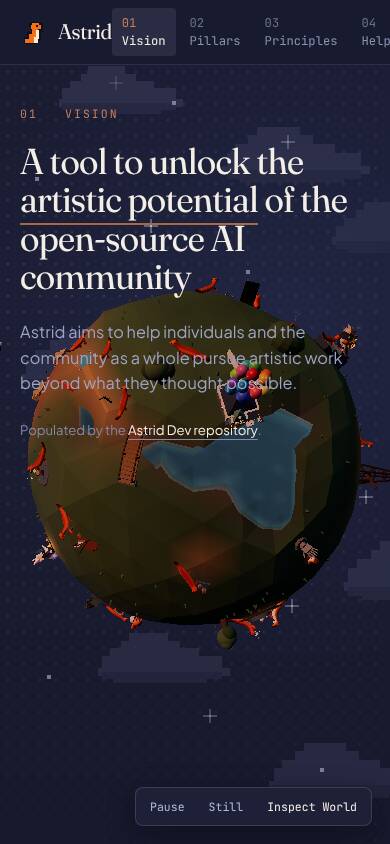 Astrid
01
Vision
02
Pillars
03
Principles
04
Help
01 VISION
A tool to unlock the
artistic potential of the
open-source AI
community
Astrid aims to help individuals and the
community as a whole pursue artistic work
beyond what they thought possible.
Populated by the Astrid Dev repository.
Pause
Still
Inspect World